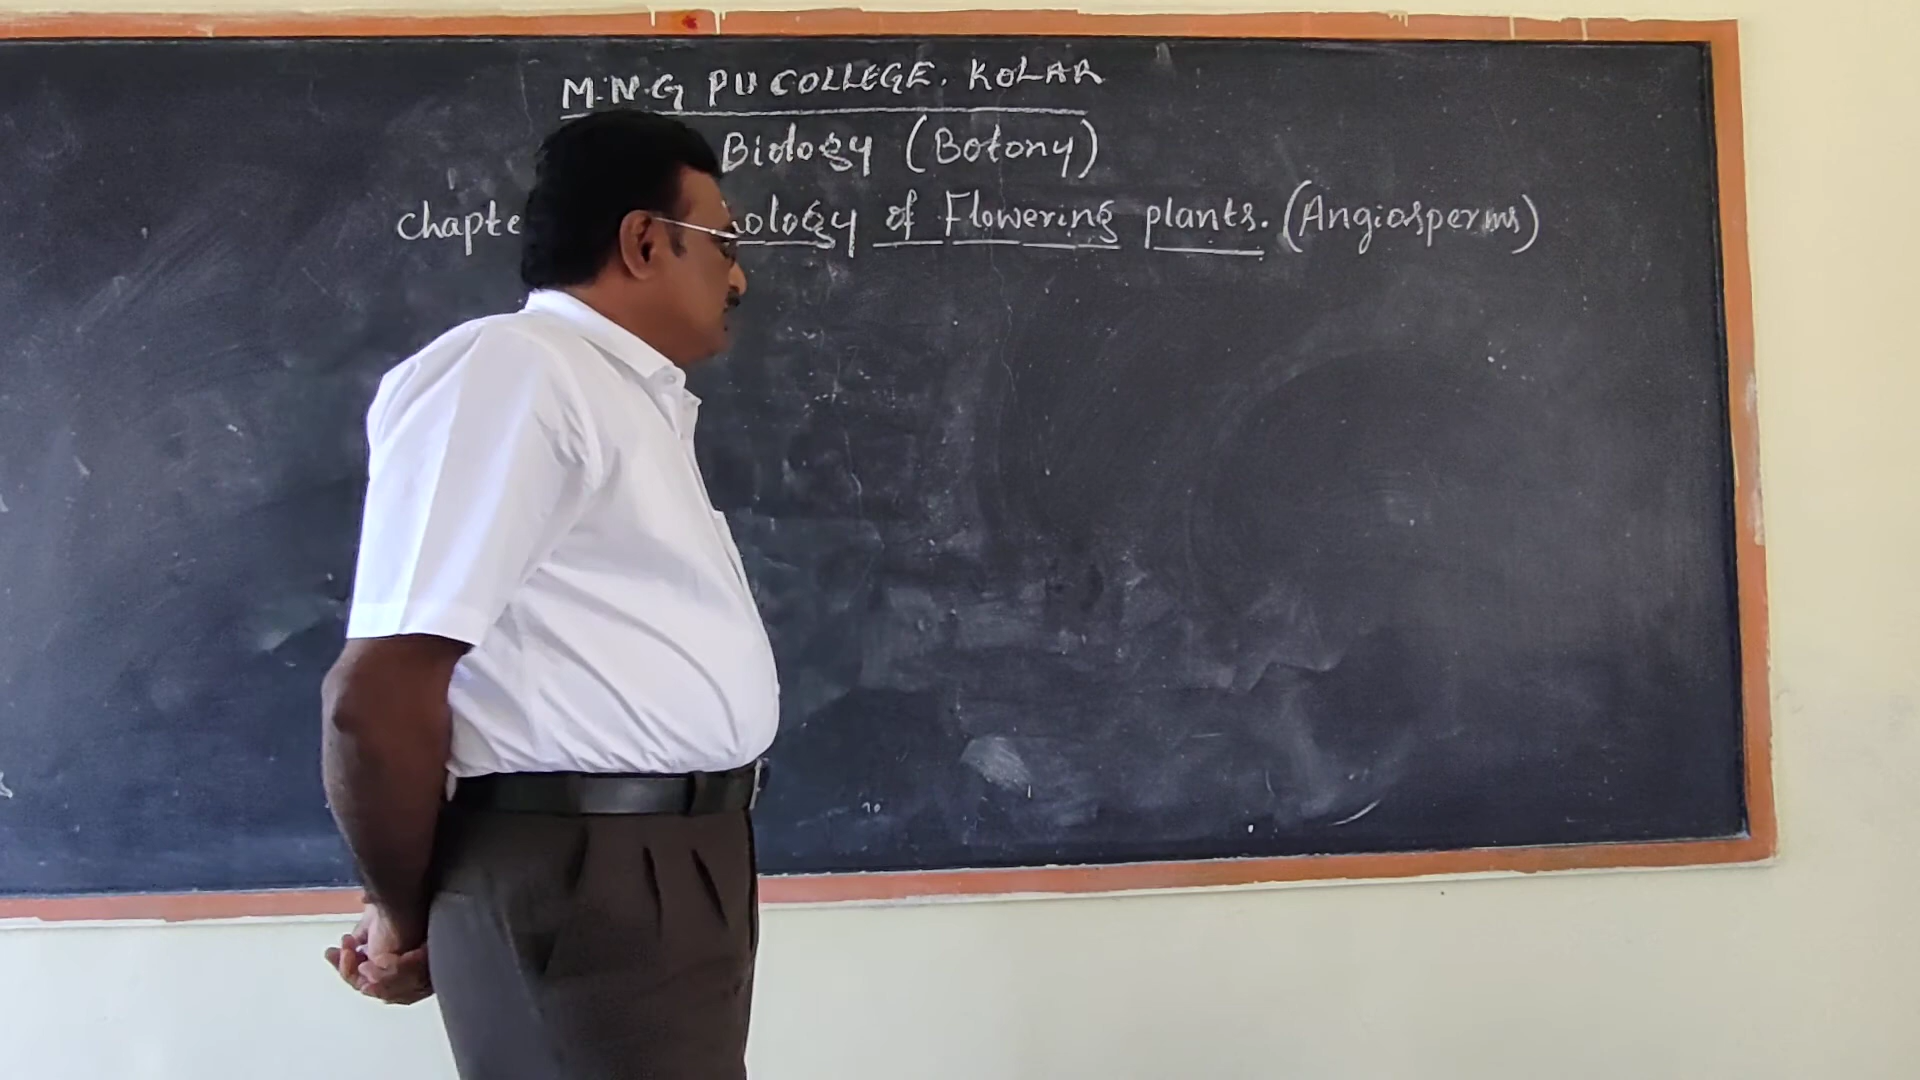 M.N.G PU COLLEGE. KOLAR
Biology (Botony)
chapte ology of Flowering plants. (Angiosperms)